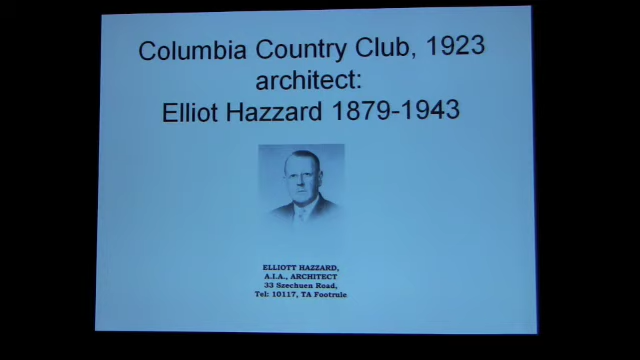 Columbia Country Club, 1923
architect:
Elliot Hazzard 1879-1943
ELLIOTT HAZZARD,
A.I.A., ARCHITECT
33 Szechuen Road,
Tel: 10117, TA Footrule